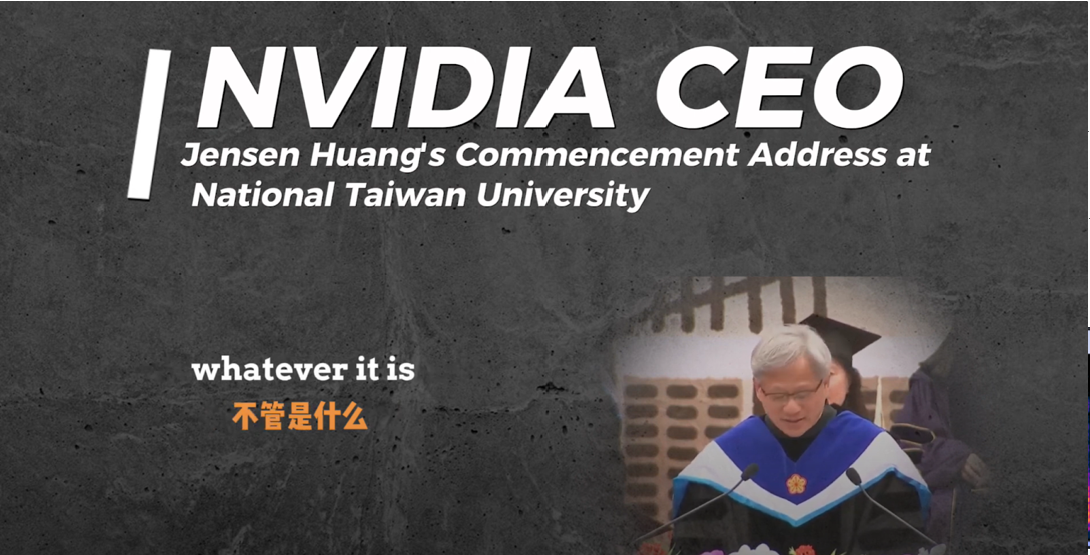 NVIDIA CEO
Jensen Huang's Commencement Address at
National Taiwan University
whatever it is
不管是什么